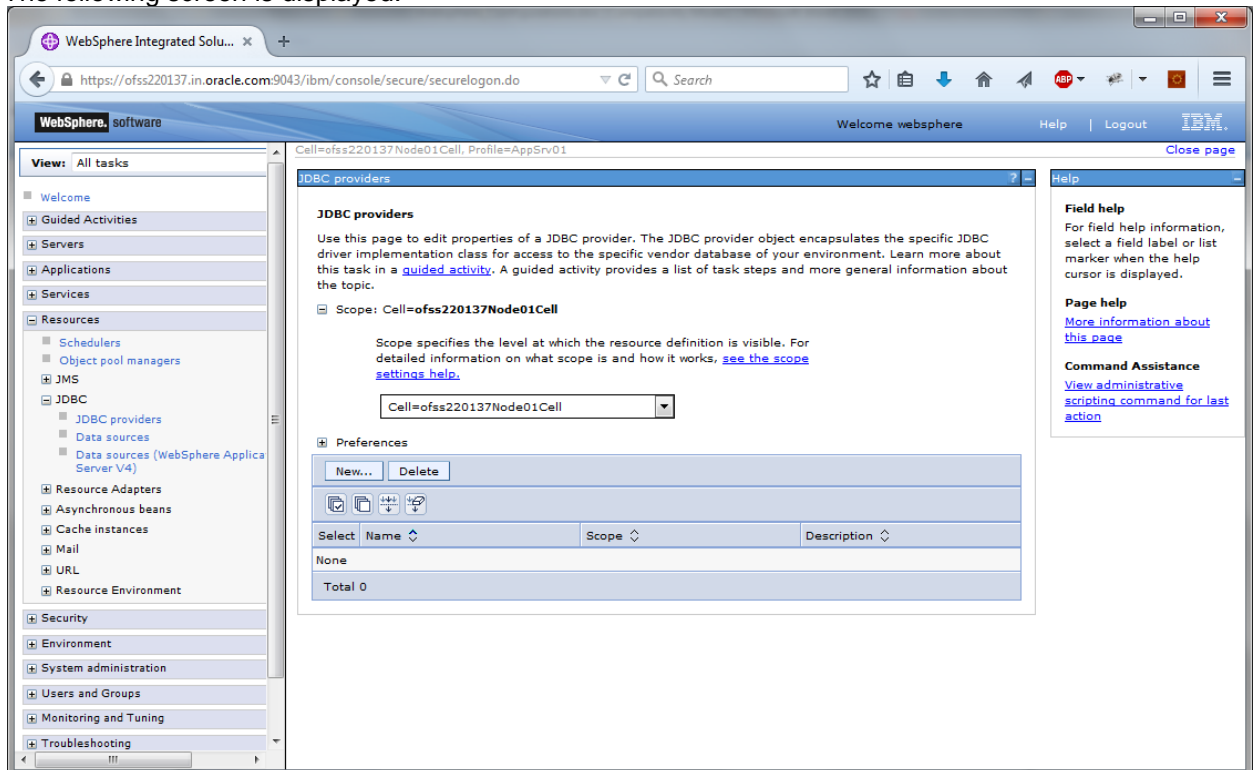 The following screen is displayed:
WebSphere Integrated Solu...
https://ofss220137.in.oracle.com:9043/ibm/console/secure/securelogon.do
Search
ABP
WebSphere. software
Welcome websphere
Help | Logout
IBM.
View: All tasks
Welcome
Guided Activities
Servers
Applications
Services
Resources
Schedulers
Object pool managers
JMS
JDBC
JDBC providers
Data sources
Data sources (WebSphere Applica
Server V4)
Resource Adapters
Asynchronous beans
Cache instances
Mail
URL
Resource Environment
Security
Environment
System administration
Users and Groups
Monitoring and Tuning
Troubleshooting
Cell=ofss220137Node01Cell, Profile=AppSrv01
Close page
JDBC providers
? –
JDBC providers
Use this page to edit properties of a JDBC provider. The JDBC provider object encapsulates the specific JDBC
driver implementation class for access to the specific vendor database of your environment. Learn more about
this task in a guided activity. A guided activity provides a list of task steps and more general information about
the topic.
Scope: Cell=ofss220137Node01Cell
Scope specifies the level at which the resource definition is visible. For
detailed information on what scope is and how it works, see the scope
settings help.
Cell=ofss220137Node01Cell
Preferences
New... Delete
Select Name Scope Description
None
Total 0
Help
Field help
For field help information,
select a field label or list
marker when the help
cursor is displayed.
Page help
More information about
this page
Command Assistance
View administrative
scripting command for last
action